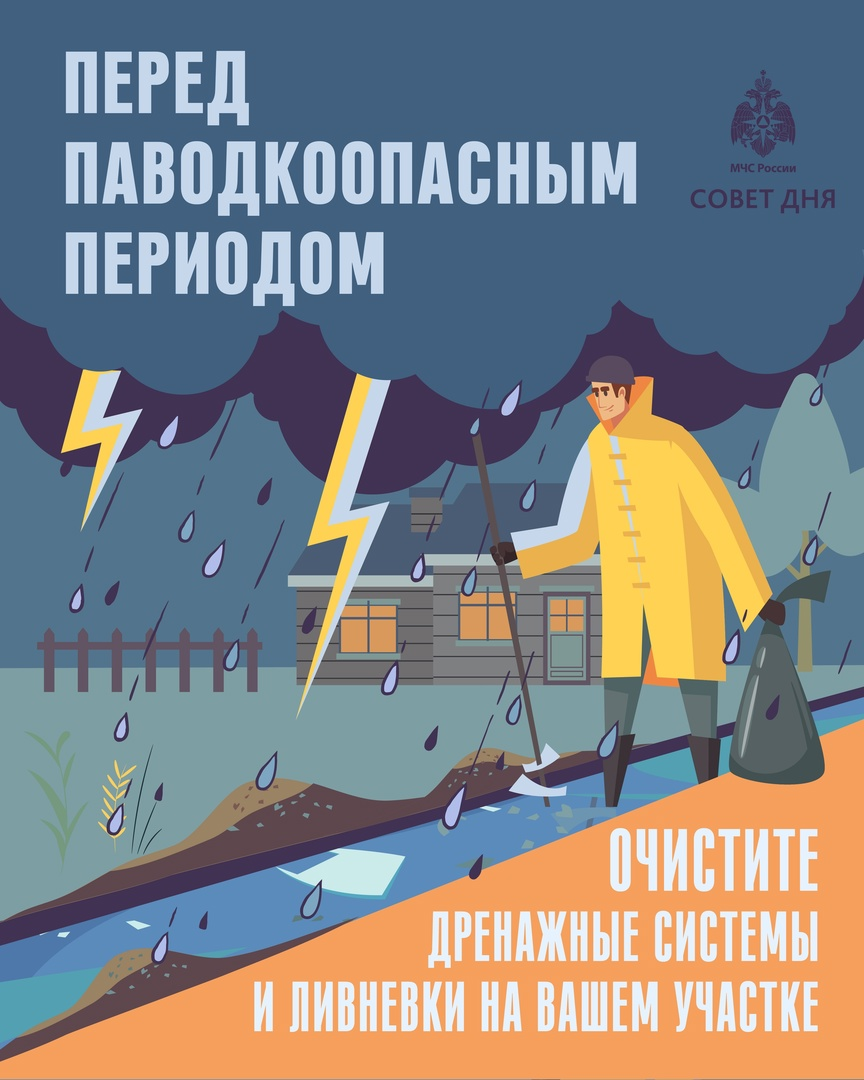 ПЕРЕД
ПАВОДКООПАСНЫМ
ПЕРИОДОМ
МЧС России
СОВЕТ ДНЯ
ОЧИСТИТЕ
ДРЕНАЖНЫЕ СИСТЕМЫ
И ЛИВНЕВКИ НА ВАШЕМ УЧАСТКЕ